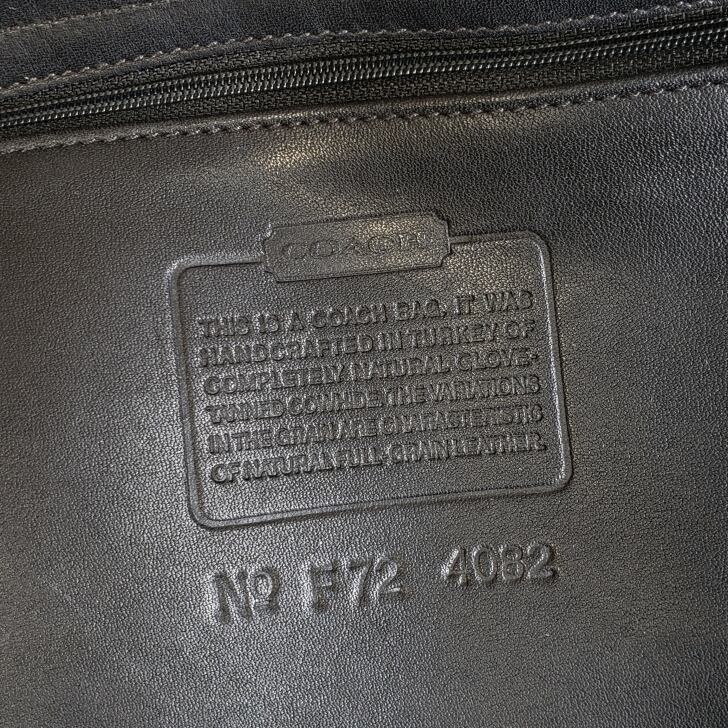 COACH
THIS IS A COACH BAG. IT WAS
HANDCRAFTED IN TURKEY OF
COMPLETELY NATURAL GLOVE-
TUNED COWHIDE, THE VARIATIONS
IN THE GRAIN ARE CHARACTERISTIC
OF NATURAL FULL-GRAIN LEATHER.
Nº F72 4082